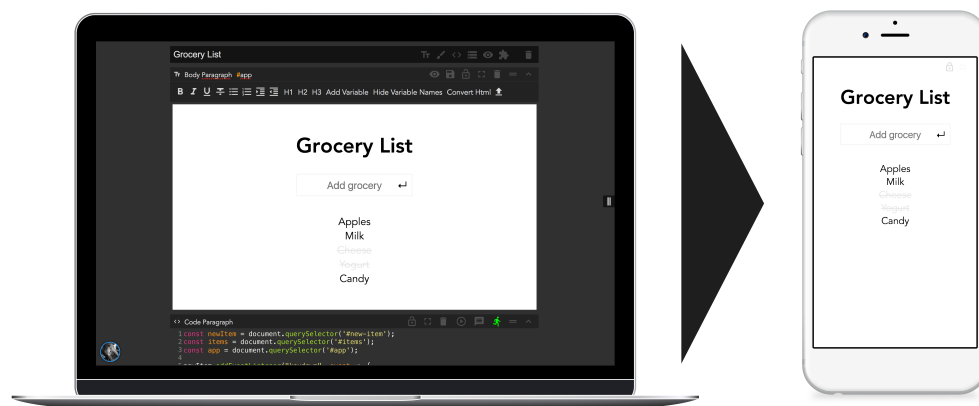 Grocery List
Tr Body Paragraph #app
B I U T H1 H2 H3 Add Variable Hide Variable Names Convert Html
Grocery List
Add grocery
Apples
Milk
Cheese
Yogurt
Candy
<> Code Paragraph
1 const newItem = document.querySelector('#new-item');
2 const items = document.querySelector('#items');
3 const app = document.querySelector('#app');
4
Grocery List
Add grocery
Apples
Milk
Cheese
Yogurt
Candy